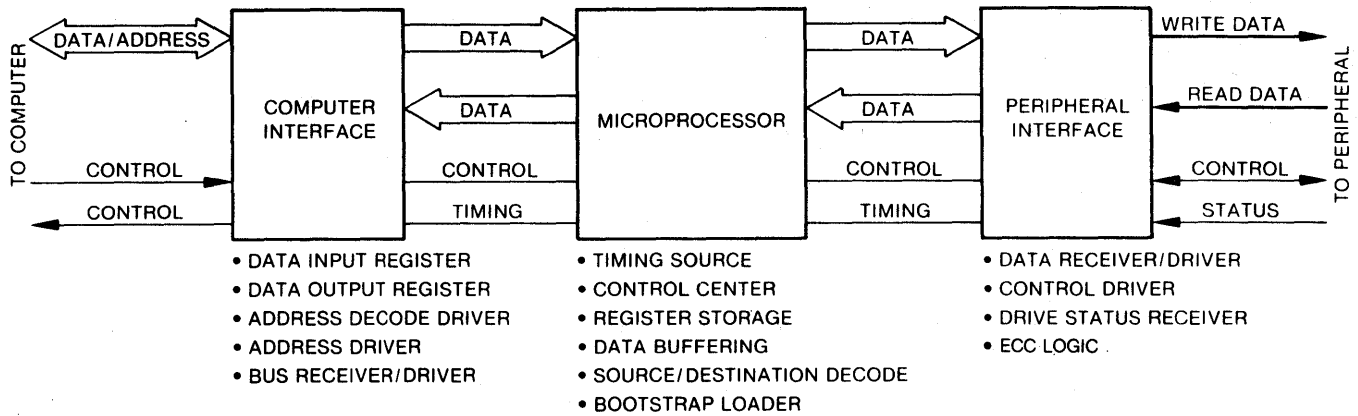 TO COMPUTER
DATA/ADDRESS
CONTROL
CONTROL
COMPUTER
INTERFACE
DATA
DATA
CONTROL
TIMING
MICROPROCESSOR
DATA
DATA
CONTROL
TIMING
PERIPHERAL
INTERFACE
WRITE DATA
READ DATA
CONTROL
STATUS
TO PERIPHERAL
• DATA INPUT REGISTER
• DATA OUTPUT REGISTER
• ADDRESS DECODE DRIVER
• ADDRESS DRIVER
• BUS RECEIVER/DRIVER
• TIMING SOURCE
• CONTROL CENTER
• REGISTER STORAGE
• DATA BUFFERING
• SOURCE/DESTINATION DECODE
• BOOTSTRAP LOADER
• DATA RECEIVER/DRIVER
• CONTROL DRIVER
• DRIVE STATUS RECEIVER
• ECC LOGIC